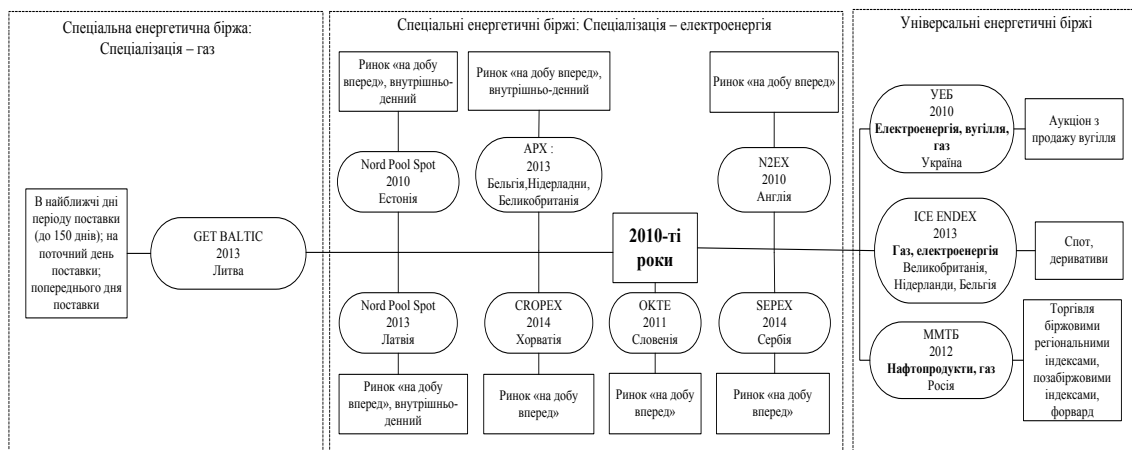 Спеціальна енергетична біржа:
Спеціалізація – газ
В найближчі дні
періоду поставки
(до 150 днів); на
поточний день
поставки;
попереднього дня
поставки
GET BALTIC
2013
Литва
Спеціальні енергетичні біржі: Спеціалізація – електроенергія
Ринок «на добу
вперед»,
внутрішньо-
денний
Ринок «на добу вперед»,
внутрішньо-денний
Ринок «на добу вперед»
Nord Pool Spot
2010
Естонія
APX :
2013
Бельгія,Нідерладни,
Великобританія
N2EX
2010
Англія
2010-ті
роки
Nord Pool Spot
2013
Латвія
CROPEX
2014
Хорватія
OKTE
2011
Словенія
SEPEX
2014
Сербія
Ринок «на добу
вперед», внутрішньо-
денний
Ринок «на добу
вперед»
Ринок «на добу
вперед»
Ринок «на добу
вперед»
Універсальні енергетичні біржі
УЕБ
2010
Електроенергія, вугілля,
газ
Україна
Аукціон з
продажу вугілля
ICE ENDEX
2013
Газ, електроенергія
Великобританія,
Нідерланди, Бельгія
Спот,
деривативи
ММТБ
2012
Нафтопродукти, газ
Росія
Торгівля
біржовими
регіональними
індексами,
позабіржовими
індексами,
форвард